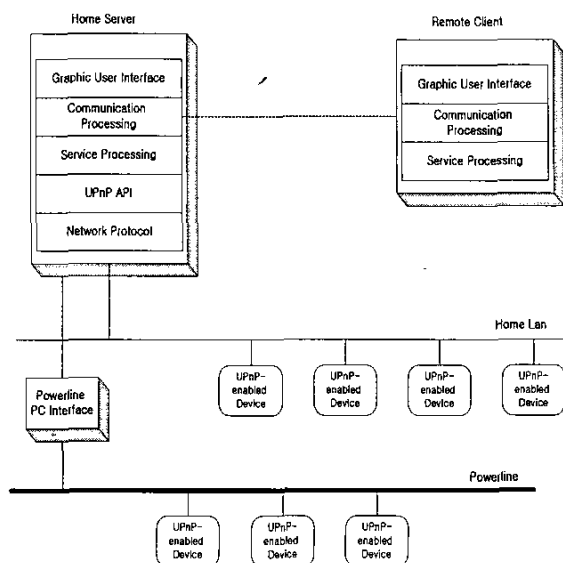 Home Server
Remote Client
Graphic User Interface
Communication
Processing
Service Processing
UPnP API
Network Protocol
Graphic User Interface
Communication
Processing
Service Processing
Home Lan
UPnP-
enabled
Device
UPnP-
enabled
Device
UPnP-
enabled
Device
UPnP-
enabled
Device
Powerline
PC Interface
Powerline
UPnP-
enabled
Device
UPnP-
enabled
Device
UPnP-
enabled
Device